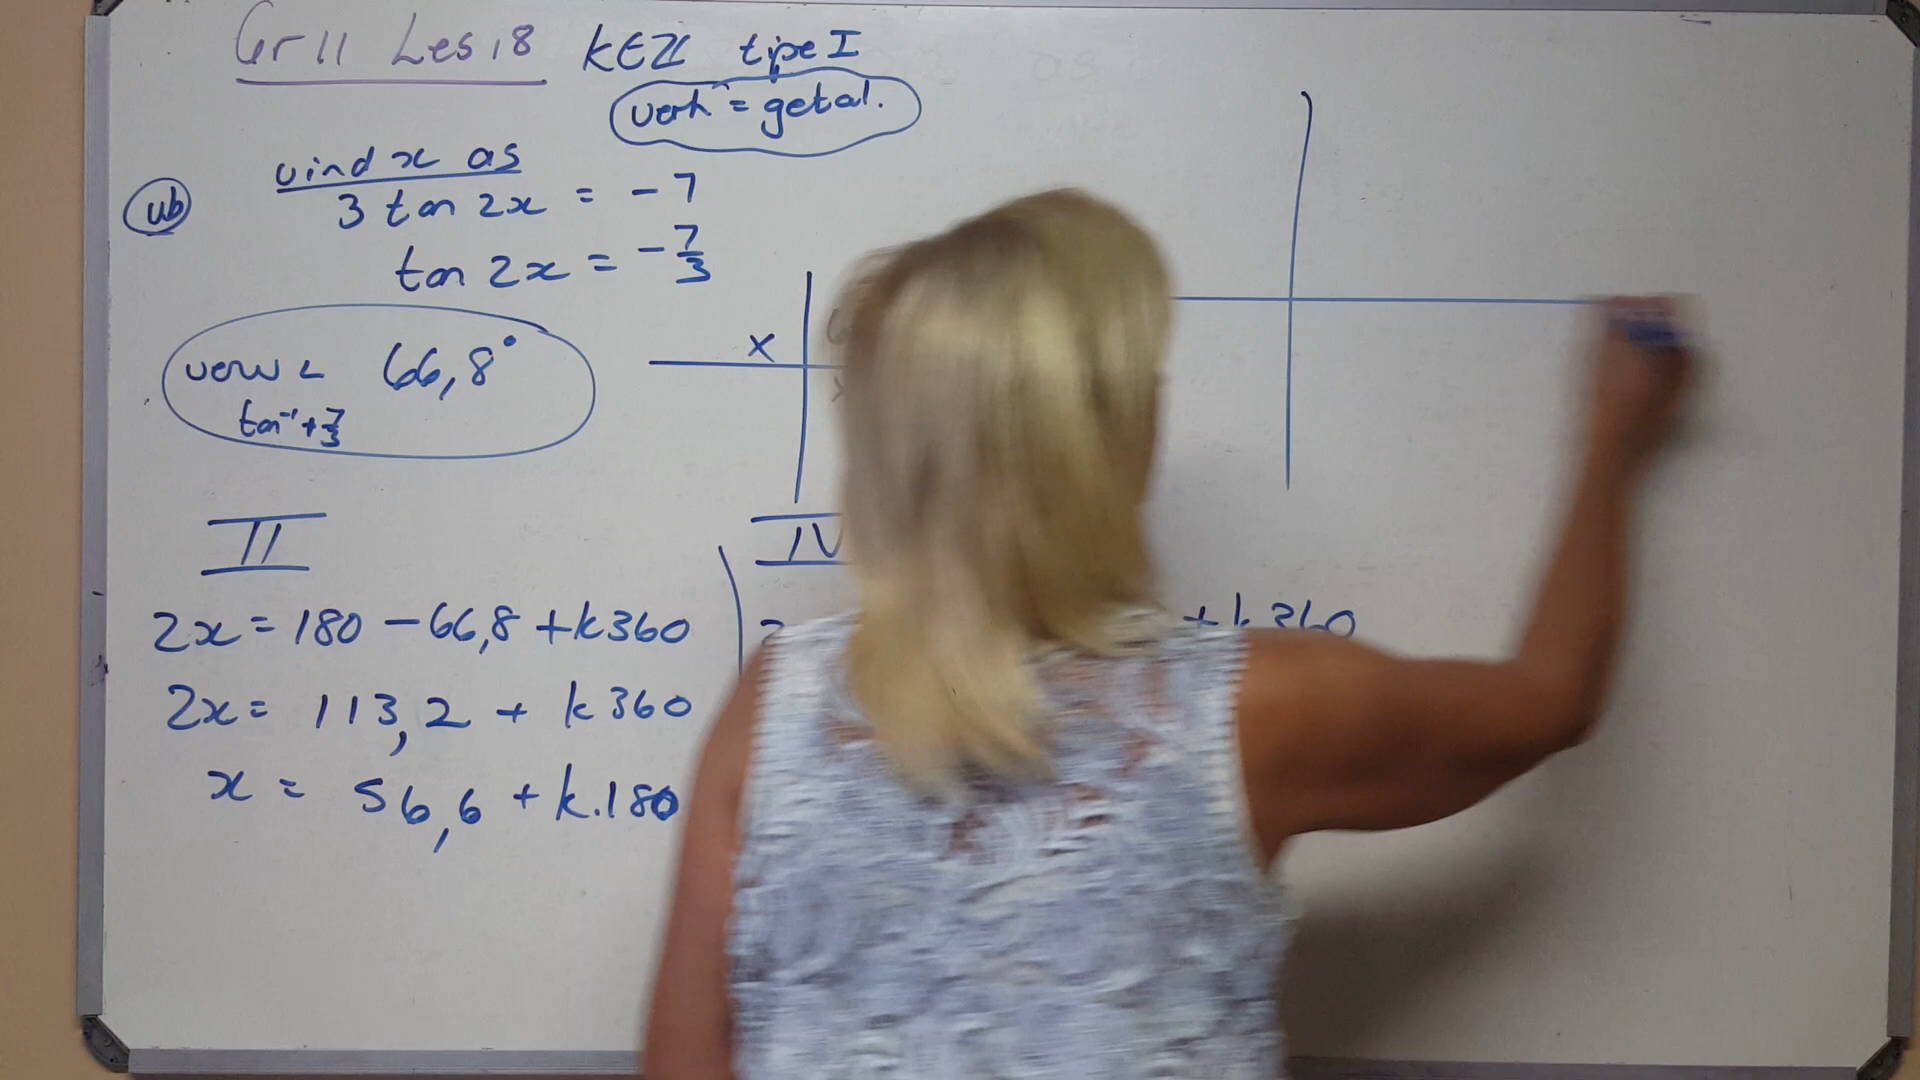 Gr 11 Les 18 k∈ℤ tipe I
verh = getal.
vb
vind x as
3 tan 2x = -7
tan 2x = -7/3
verw ∠ 66,8°
tan⁻¹ + 7/3
x
II
IV
2x = 180 - 66,8 + k360
+ k 360
2x = 113,2 + k 360
x = 56,6 + k.180